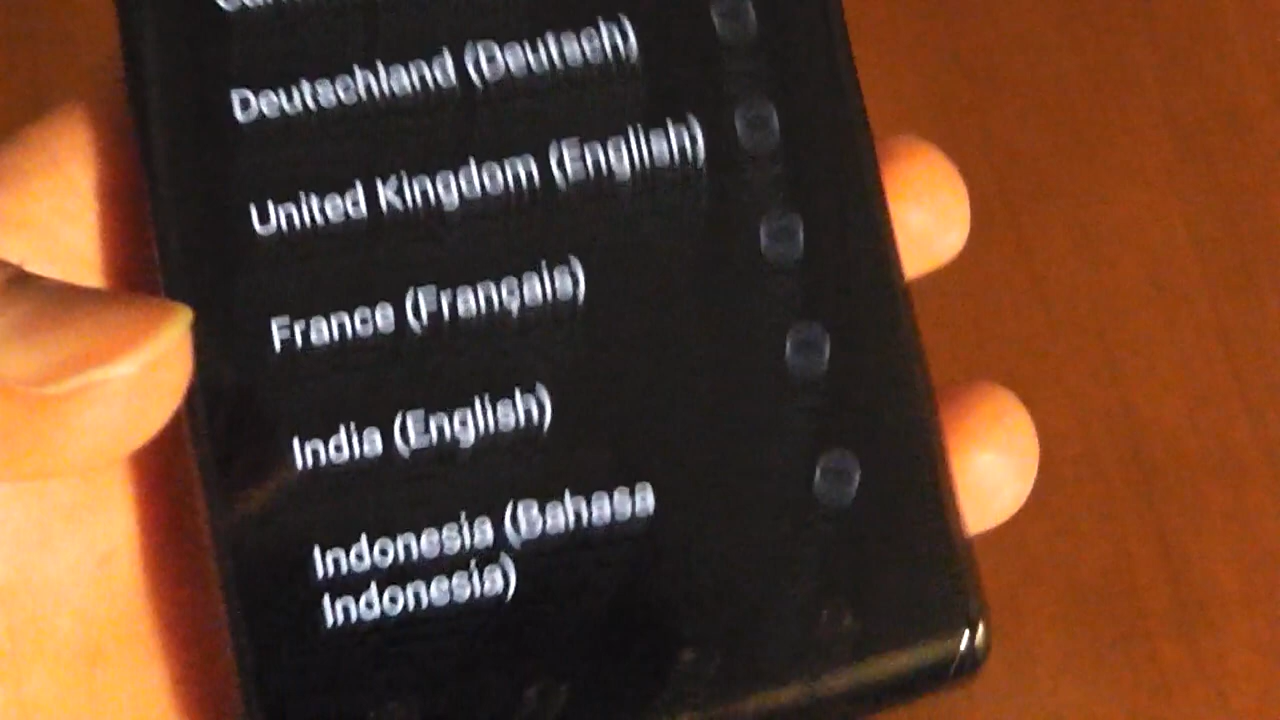 Deutschland (Deutsch)
United Kingdom (English)
France (Français)
India (English)
Indonesia (Bahasa
Indonesia)